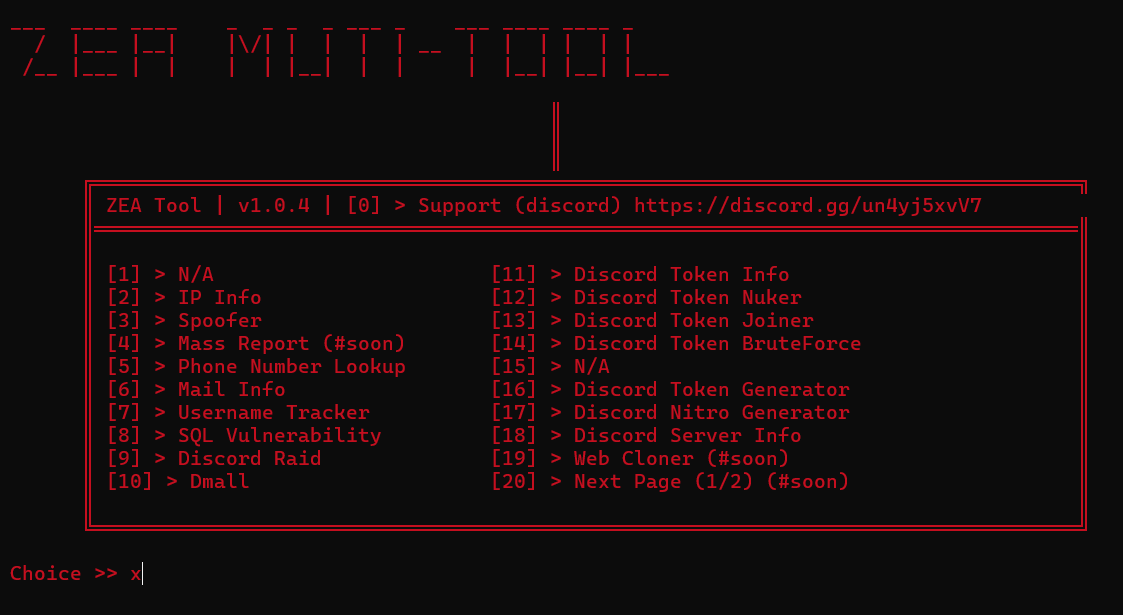 ZEA MUTI-TOOL
ZEA Tool | v1.0.4 | [0] > Support (discord) https://discord.gg/un4yj5xvV7
[1] > N/A [11] > Discord Token Info
[2] > IP Info [12] > Discord Token Nuker
[3] > Spoofer [13] > Discord Token Joiner
[4] > Mass Report (#soon) [14] > Discord Token BruteForce
[5] > Phone Number Lookup [15] > N/A
[6] > Mail Info [16] > Discord Token Generator
[7] > Username Tracker [17] > Discord Nitro Generator
[8] > SQL Vulnerability [18] > Discord Server Info
[9] > Discord Raid [19] > Web Cloner (#soon)
[10] > Dmall [20] > Next Page (1/2) (#soon)
Choice >> x